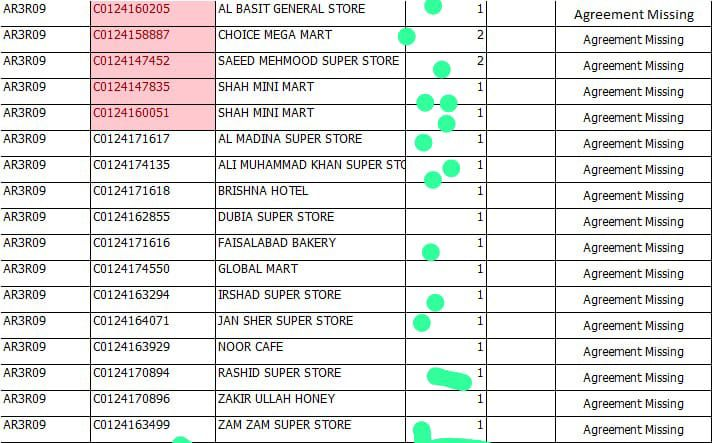 AR3R09 C0124160205 AL BASIT GENERAL STORE 1 Agreement Missing
AR3R09 C0124158887 CHOICE MEGA MART 2 Agreement Missing
AR3R09 C0124147452 SAEED MEHMOOD SUPER STORE 2 Agreement Missing
AR3R09 C0124147835 SHAH MINI MART 1 Agreement Missing
AR3R09 C0124160051 SHAH MINI MART 1 Agreement Missing
AR3R09 C0124171617 AL MADINA SUPER STORE 1 Agreement Missing
AR3R09 C0124174135 ALI MUHAMMAD KHAN SUPER STO 1 Agreement Missing
AR3R09 C0124171618 BRISHNA HOTEL 1 Agreement Missing
AR3R09 C0124162855 DUBIA SUPER STORE 1 Agreement Missing
AR3R09 C0124171616 FAISALABAD BAKERY 1 Agreement Missing
AR3R09 C0124174550 GLOBAL MART 1 Agreement Missing
AR3R09 C0124163294 IRSHAD SUPER STORE 1 Agreement Missing
AR3R09 C0124164071 JAN SHER SUPER STORE 1 Agreement Missing
AR3R09 C0124163929 NOOR CAFE 1 Agreement Missing
AR3R09 C0124170894 RASHID SUPER STORE 1 Agreement Missing
AR3R09 C0124170896 ZAKIR ULLAH HONEY 1 Agreement Missing
AR3R09 C0124163499 ZAM ZAM SUPER STORE 1 Agreement Missing